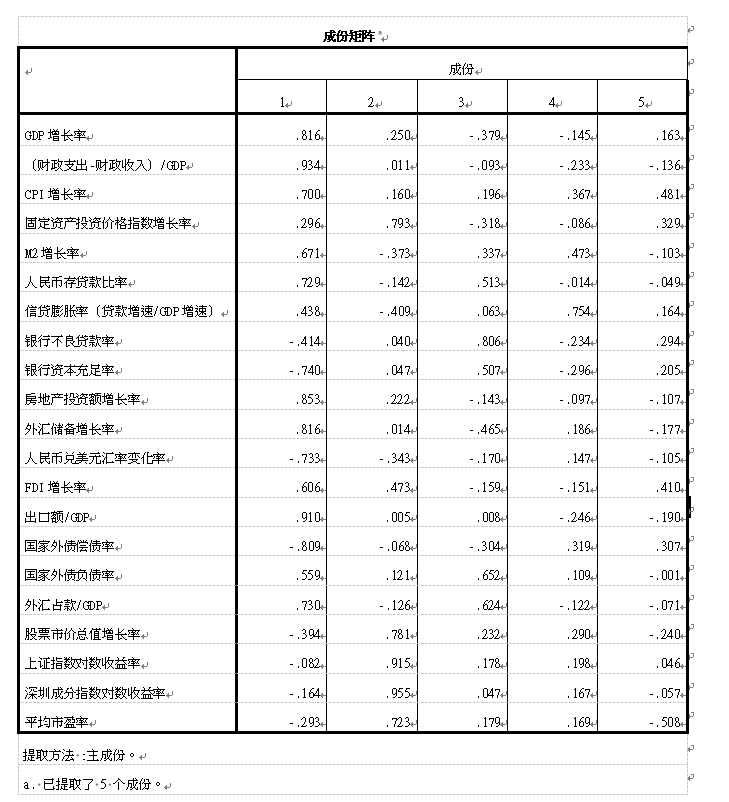 成份矩阵a
成份
1 2 3 4 5
GDP 增长率 .816 .250 -.379 -.145 .163
（财政支出-财政收入）/GDP .934 .011 -.093 -.233 -.136
CPI 增长率 .700 .160 .196 .367 .481
固定资产投资价格指数增长率 .296 .793 -.318 -.086 .329
M2 增长率 .671 -.373 .337 .473 -.103
人民币存贷款比率 .729 -.142 .513 -.014 -.049
信贷膨胀率（贷款增速/GDP 增速） .438 -.409 .063 .754 .164
银行不良贷款率 -.414 .040 .806 -.234 .294
银行资本充足率 -.740 .047 .507 -.296 .205
房地产投资额增长率 .853 .222 -.143 -.097 -.107
外汇储备增长率 .816 .014 -.465 .186 -.177
人民币兑美元汇率变化率 -.733 -.343 -.170 .147 -.105
FDI 增长率 .606 .473 -.159 -.151 .410
出口额/GDP .910 .005 .008 -.246 -.190
国家外债偿债率 -.809 -.068 -.304 .319 .307
国家外债负债率 .559 .121 .652 .109 -.001
外汇占款/GDP .730 -.126 .624 -.122 -.071
股票市价总值增长率 -.394 .781 .232 .290 -.240
上证指数对数收益率 -.082 .915 .178 .198 .046
深圳成分指数对数收益率 -.164 .955 .047 .167 -.057
平均市盈率 -.293 .723 .179 .169 -.508
提取方法 :主成份。
a. 已提取了 5 个成份。